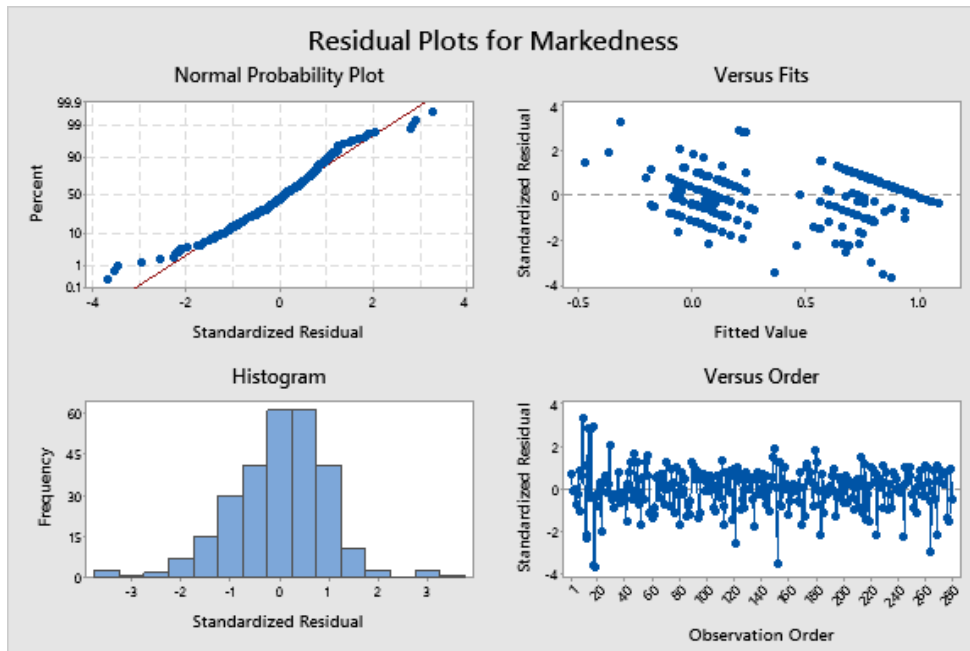 Residual Plots for Markedness
Normal Probability Plot
99.9
99
90
50
10
1
0.1
Percent
-4 -2 0 2 4
Standardized Residual
Versus Fits
4
2
0
-2
-4
Standardized Residual
-0.5 0.0 0.5 1.0
Fitted Value
Histogram
60
45
30
15
0
Frequency
-3 -2 -1 0 1 2 3
Standardized Residual
Versus Order
4
2
0
-2
-4
Standardized Residual
1 20 40 60 80 100 120 140 160 180 200 220 240 260 280
Observation Order